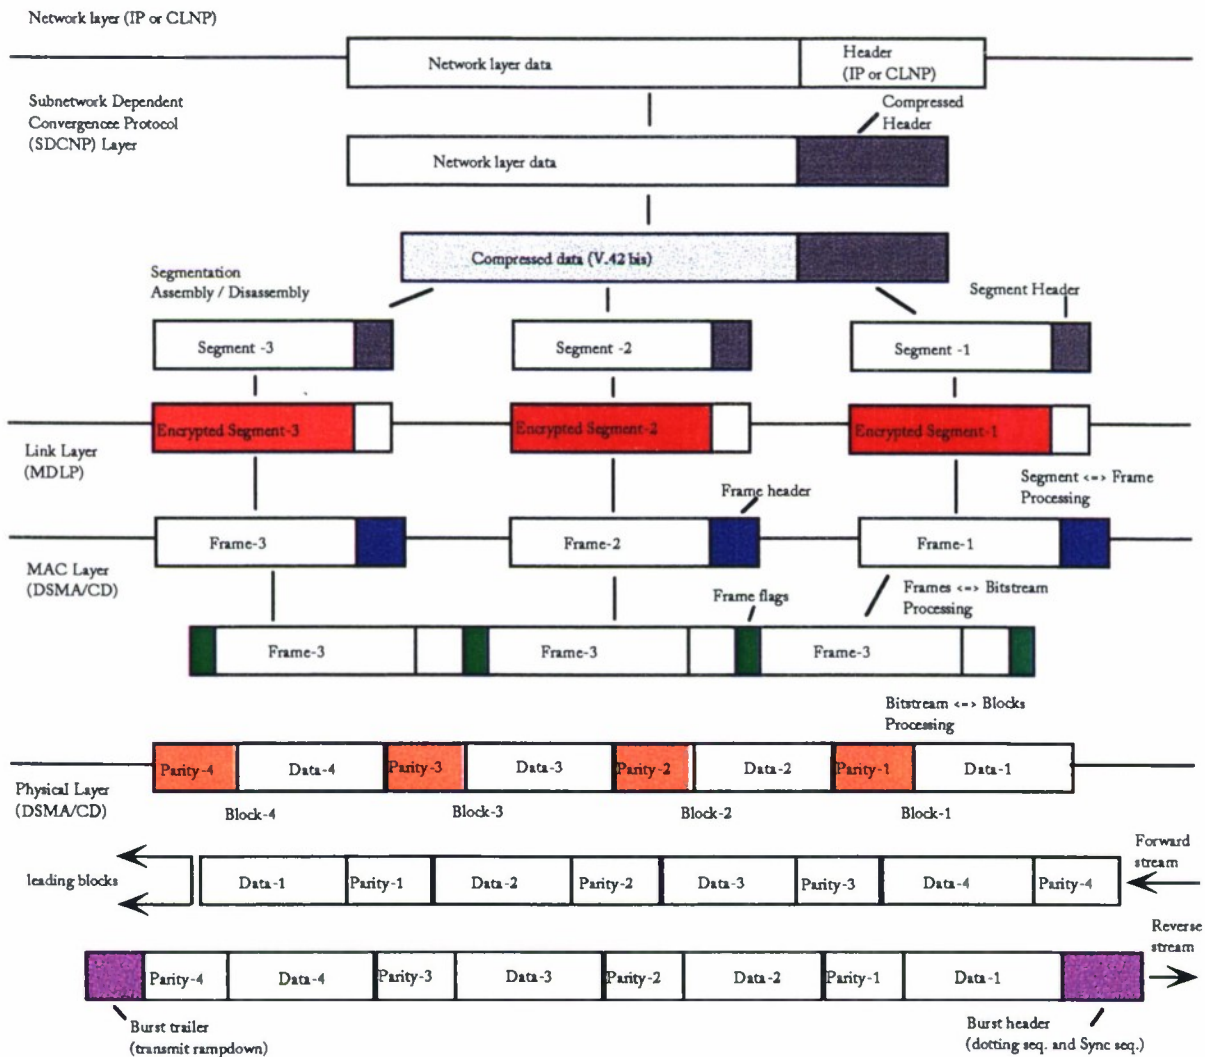 Network layer (IP or CLNP)
Network layer data
Header
(IP or CLNP)
Subnetwork Dependent
Convergencee Protocol
(SDCNP) Layer
Compressed
Header
Network layer data
Compressed data (V.42 bis)
Segmentation
Assembly / Disassembly
Segment Header
Segment -3
Segment -2
Segment -1
Encrypted Segment-3
Encrypted Segment-2
Encrypted Segment-1
Link Layer
(MDLP)
Segment <=> Frame
Processing
Frame header
Frame-3
Frame-2
Frame-1
MAC Layer
(DSMA/CD)
Frame flags
Frames <=> Bitstream
Processing
Frame-3
Frame-3
Frame-3
Bitstream <=> Blocks
Processing
Parity-4
Data-4
Parity-3
Data-3
Parity-2
Data-2
Parity-1
Data-1
Physical Layer
(DSMA/CD)
Block-4
Block-3
Block-2
Block-1
Forward
stream
leading blocks
Data-1
Parity-1
Data-2
Parity-2
Data-3
Parity-3
Data-4
Parity-4
Reverse
stream
Parity-4
Data-4
Parity-3
Data-3
Parity-2
Data-2
Parity-1
Data-1
Burst trailer
(transmit rampdown)
Burst header
(dotting seq. and Sync seq.)